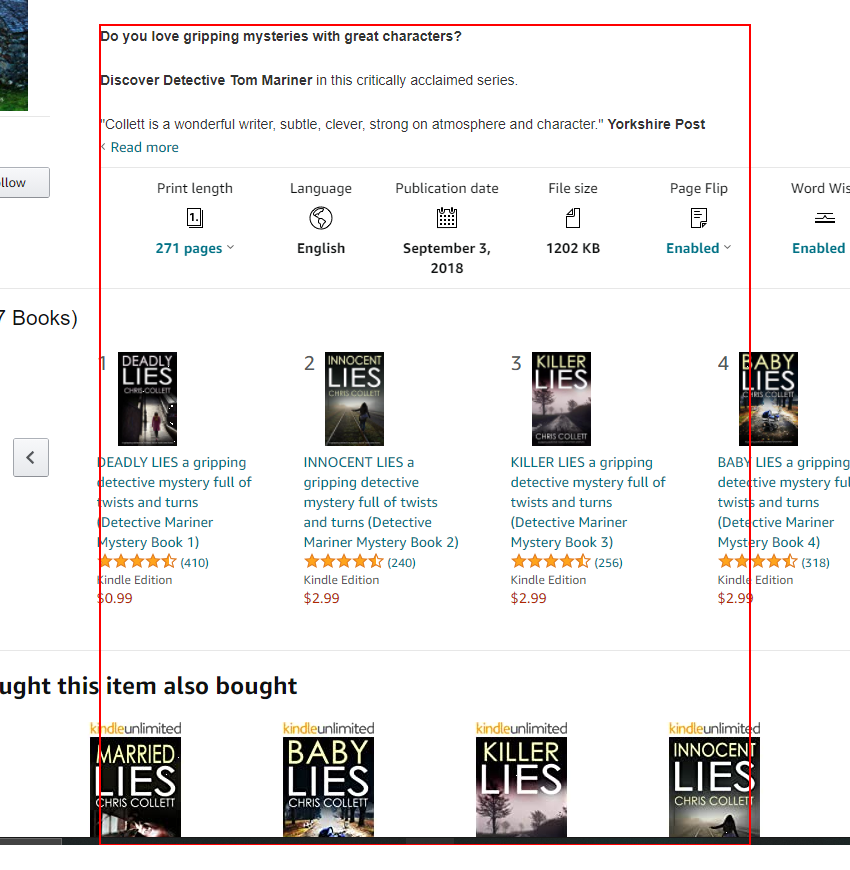 Do you love gripping mysteries with great characters?
Discover Detective Tom Mariner in this critically acclaimed series.
"Collett is a wonderful writer, subtle, clever, strong on atmosphere and character." Yorkshire Post
Read more
llow
Print length Language Publication date File size Page Flip Word Wis
1.
271 pages English September 3, 1202 KB Enabled Enabled
2018
7 Books)
1 2 3 4
DEADLY LIES CHRIS COLLETT
INNOCENT LIES CHRIS COLLETT
KILLER LIES CHRIS COLLETT
BABY LIES CHRIS COLLETT
DEADLY LIES a gripping
detective mystery full of
twists and turns
(Detective Mariner
Mystery Book 1)
(410)
Kindle Edition
$0.99
INNOCENT LIES a
gripping detective
mystery full of twists
and turns (Detective
Mariner Mystery Book 2)
(240)
Kindle Edition
$2.99
KILLER LIES a gripping
detective mystery full of
twists and turns
(Detective Mariner
Mystery Book 3)
(256)
Kindle Edition
$2.99
BABY LIES a gripping
detective mystery ful
twists and turns
(Detective Mariner
Mystery Book 4)
(318)
Kindle Edition
$2.99
ught this item also bought
kindleunlimited kindleunlimited kindleunlimited kindleunlimited
MARRIED LIES CHRIS COLLETT
BABY LIES CHRIS COLLETT
KILLER LIES
INNOCENT LIES CHRIS COLLETT